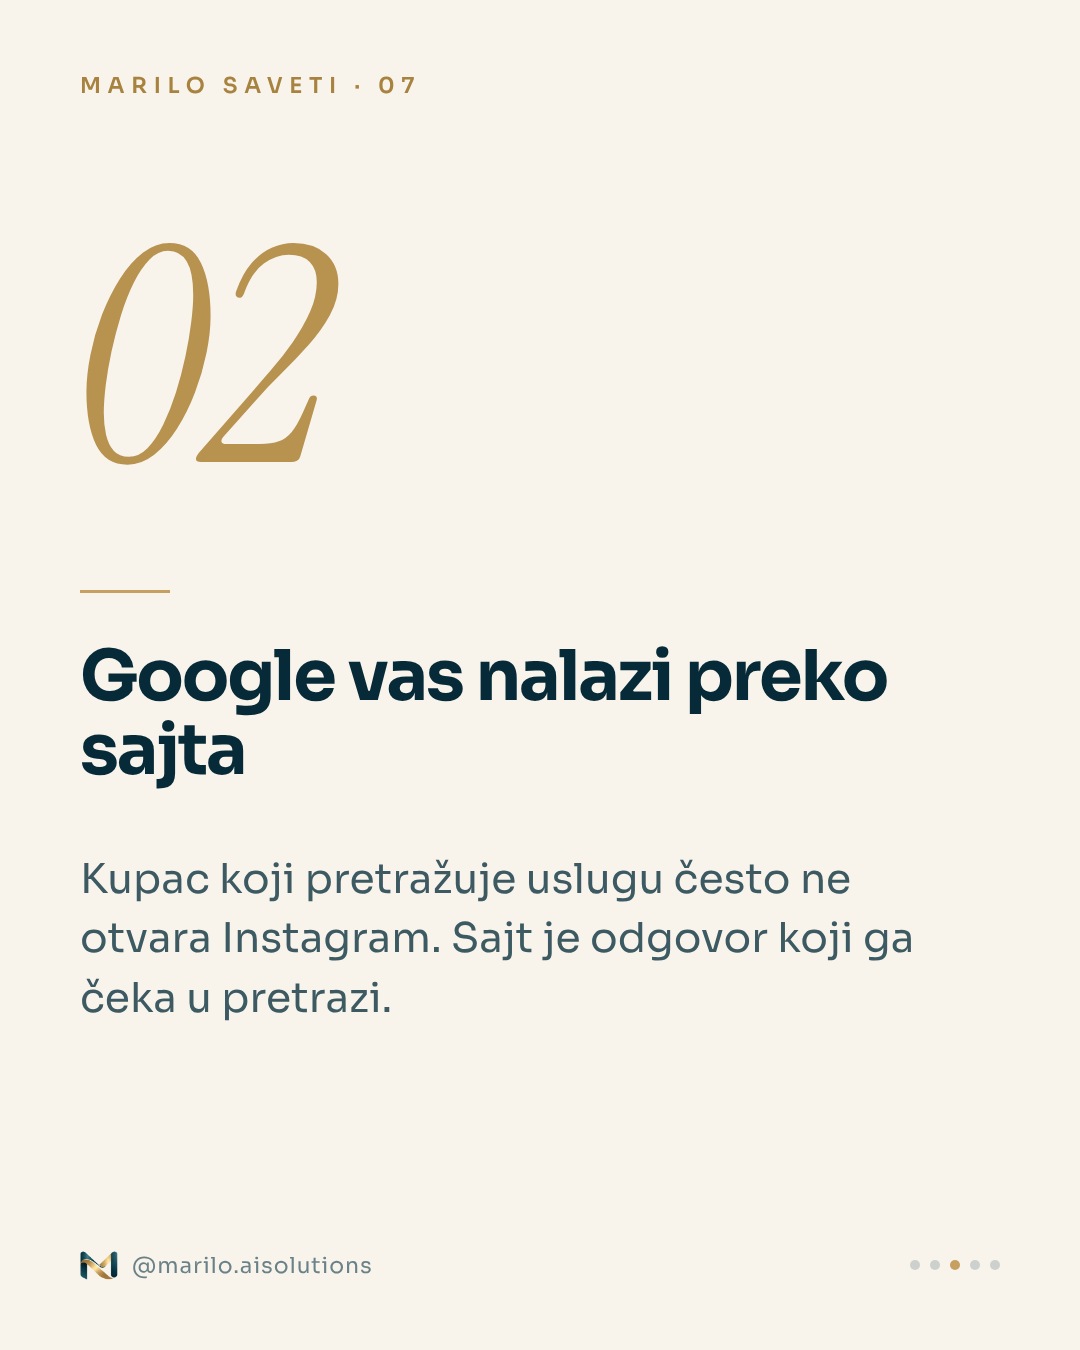 MARILO SAVETI · 07
02
Google vas nalazi preko
sajta
Kupac koji pretražuje uslugu često ne
otvara Instagram. Sajt je odgovor koji ga
čeka u pretrazi.
@marilo.aisolutions